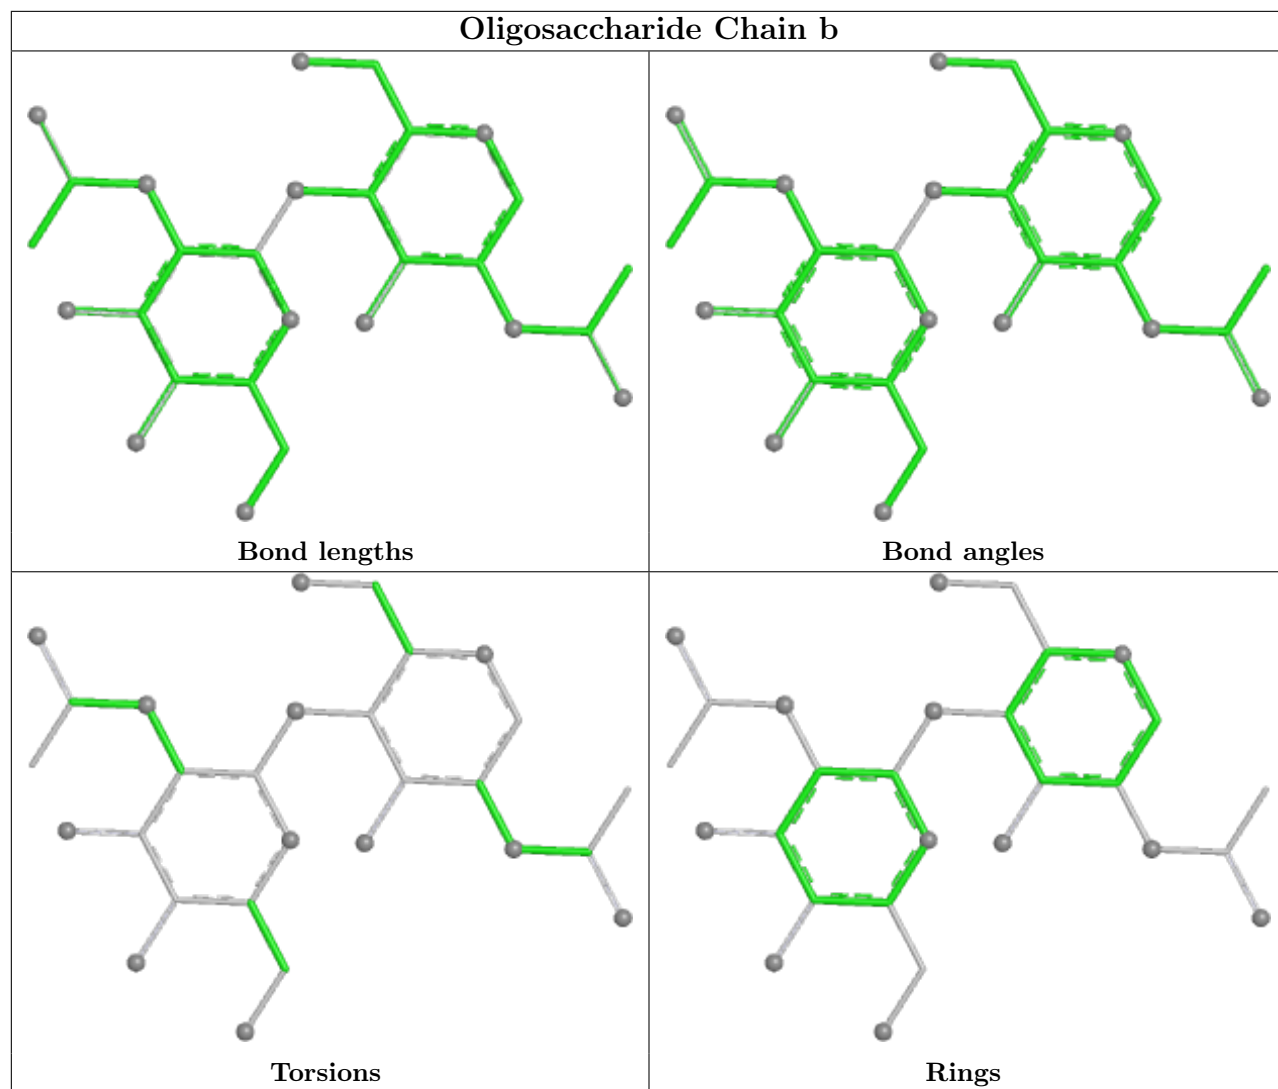 Oligosaccharide Chain b
Bond lengths
Bond angles
Torsions
Rings